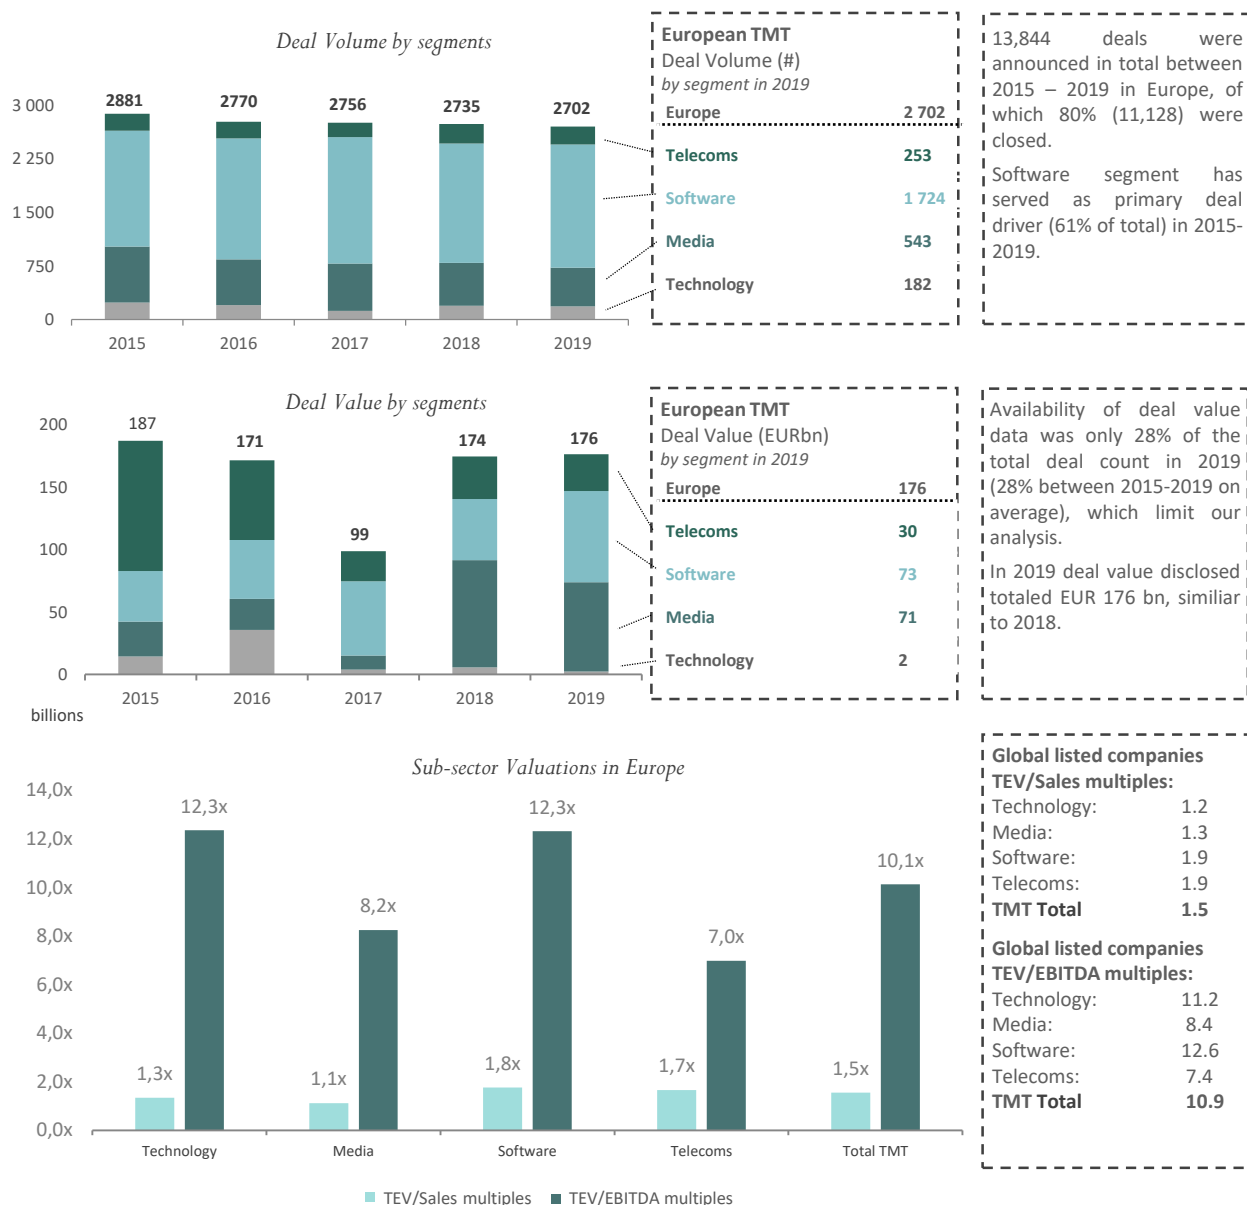 Deal Volume by segments
3 000
2 250
1 500
750
0
2881
2770
2756
2735
2702
2015
2016
2017
2018
2019
European TMT
Deal Volume (#)
by segment in 2019
Europe 2 702
Telecoms 253
Software 1 724
Media 543
Technology 182
13,844 deals were
announced in total between
2015 – 2019 in Europe, of
which 80% (11,128) were
closed.
Software segment has
served as primary deal
driver (61% of total) in 2015-
2019.
Deal Value by segments
200
150
100
50
0
billions
187
171
99
174
176
2015
2016
2017
2018
2019
European TMT
Deal Value (EURbn)
by segment in 2019
Europe 176
Telecoms 30
Software 73
Media 71
Technology 2
Availability of deal value
data was only 28% of the
total deal count in 2019
(28% between 2015-2019 on
average), which limit our
analysis.
In 2019 deal value disclosed
totaled EUR 176 bn, similiar
to 2018.
Sub-sector Valuations in Europe
14,0x
12,0x
10,0x
8,0x
6,0x
4,0x
2,0x
0,0x
1,3x
12,3x
1,1x
8,2x
1,8x
12,3x
1,7x
7,0x
1,5x
10,1x
Technology
Media
Software
Telecoms
Total TMT
TEV/Sales multiples
TEV/EBITDA multiples
Global listed companies
TEV/Sales multiples:
Technology: 1.2
Media: 1.3
Software: 1.9
Telecoms: 1.9
TMT Total 1.5
Global listed companies
TEV/EBITDA multiples:
Technology: 11.2
Media: 8.4
Software: 12.6
Telecoms: 7.4
TMT Total 10.9